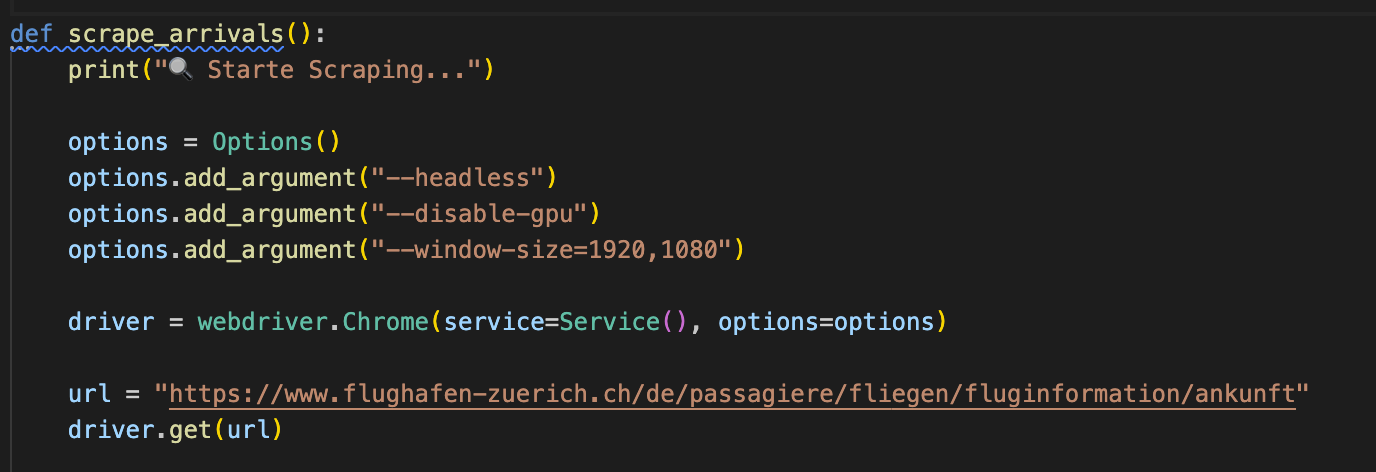 def scrape_arrivals():
    print("🔍 Starte Scraping...")
    options = Options()
    options.add_argument("--headless")
    options.add_argument("--disable-gpu")
    options.add_argument("--window-size=1920,1080")
    driver = webdriver.Chrome(service=Service(), options=options)
    url = "https://www.flughafen-zuerich.ch/de/passagiere/fliegen/fluginformation/ankunft"
    driver.get(url)